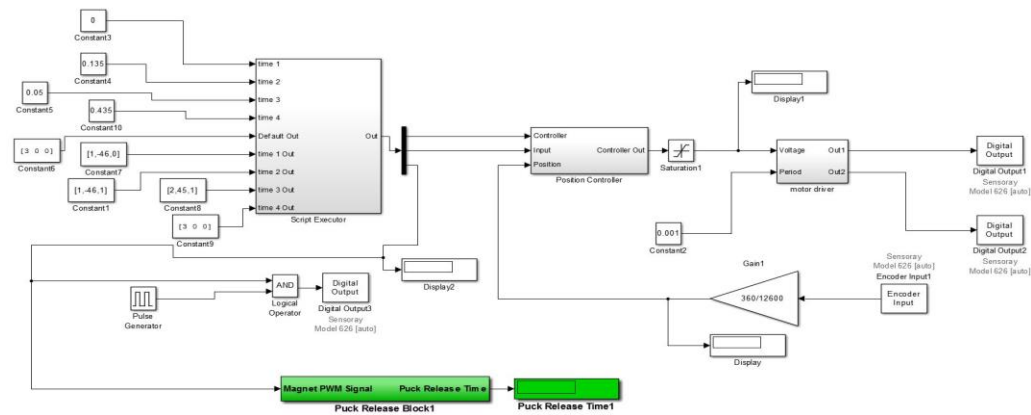 0
Constant3
0.135
Constant4
0.05
Constant5
0.435
Constant10
[3 0 0]
Constant6
[1,-46,0]
Constant7
[1,-46,1]
Constant1
[2,45,1]
Constant8
[3 0 0]
Constant9
time 1
time 2
time 3
time 4
Default Out
time 1 Out
time 2 Out
time 3 Out
time 4 Out
Out
Script Executor
Controller
Input
Position
Controller Out
Position Controller
Saturation1
Display1
Voltage
Period
Out1
Out2
motor driver
0.001
Constant2
Digital
Output
Digital Output1
Sensoray
Model 626 [auto]
Digital
Output
Digital Output2
Sensoray
Model 626 [auto]
Sensoray
Model 626 [auto]
Encoder Input1
Encoder
Input
Gain1
360/12600
Display
Display2
Pulse
Generator
AND
Logical
Operator
Digital
Output
Digital Output3
Sensoray
Model 626 [auto]
Magnet PWM Signal
Puck Release Time
Puck Release Block1
Puck Release Time1